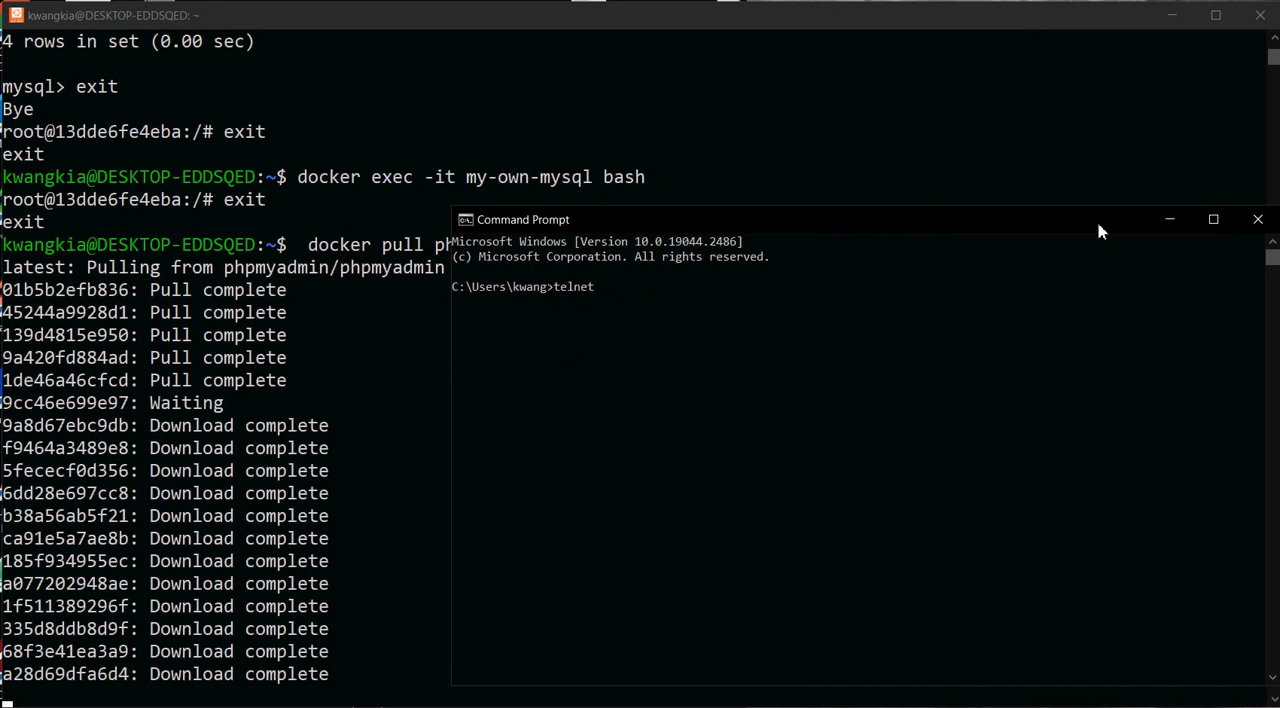 kwangkia@DESKTOP-EDDSQED: ~
4 rows in set (0.00 sec)
mysql> exit
Bye
root@13dde6fe4eba:/# exit
exit
kwangkia@DESKTOP-EDDSQED:~$ docker exec -it my-own-mysql bash
root@13dde6fe4eba:/# exit
exit
kwangkia@DESKTOP-EDDSQED:~$  docker pull ph
latest: Pulling from phpmyadmin/phpmyadmin
01b5b2efb836: Pull complete
45244a9928d1: Pull complete
139d4815e950: Pull complete
9a420fd884ad: Pull complete
1de46a46cfcd: Pull complete
9cc46e699e97: Waiting
9a8d67ebc9db: Download complete
f9464a3489e8: Download complete
5fececf0d356: Download complete
6dd28e697cc8: Download complete
b38a56ab5f21: Download complete
ca91e5a7ae8b: Download complete
185f934955ec: Download complete
a077202948ae: Download complete
1f511389296f: Download complete
335d8ddb8d9f: Download complete
68f3e41ea3a9: Download complete
a28d69dfa6d4: Download complete
Command Prompt
Microsoft Windows [Version 10.0.19044.2486]
(c) Microsoft Corporation. All rights reserved.
C:\Users\kwang>telnet